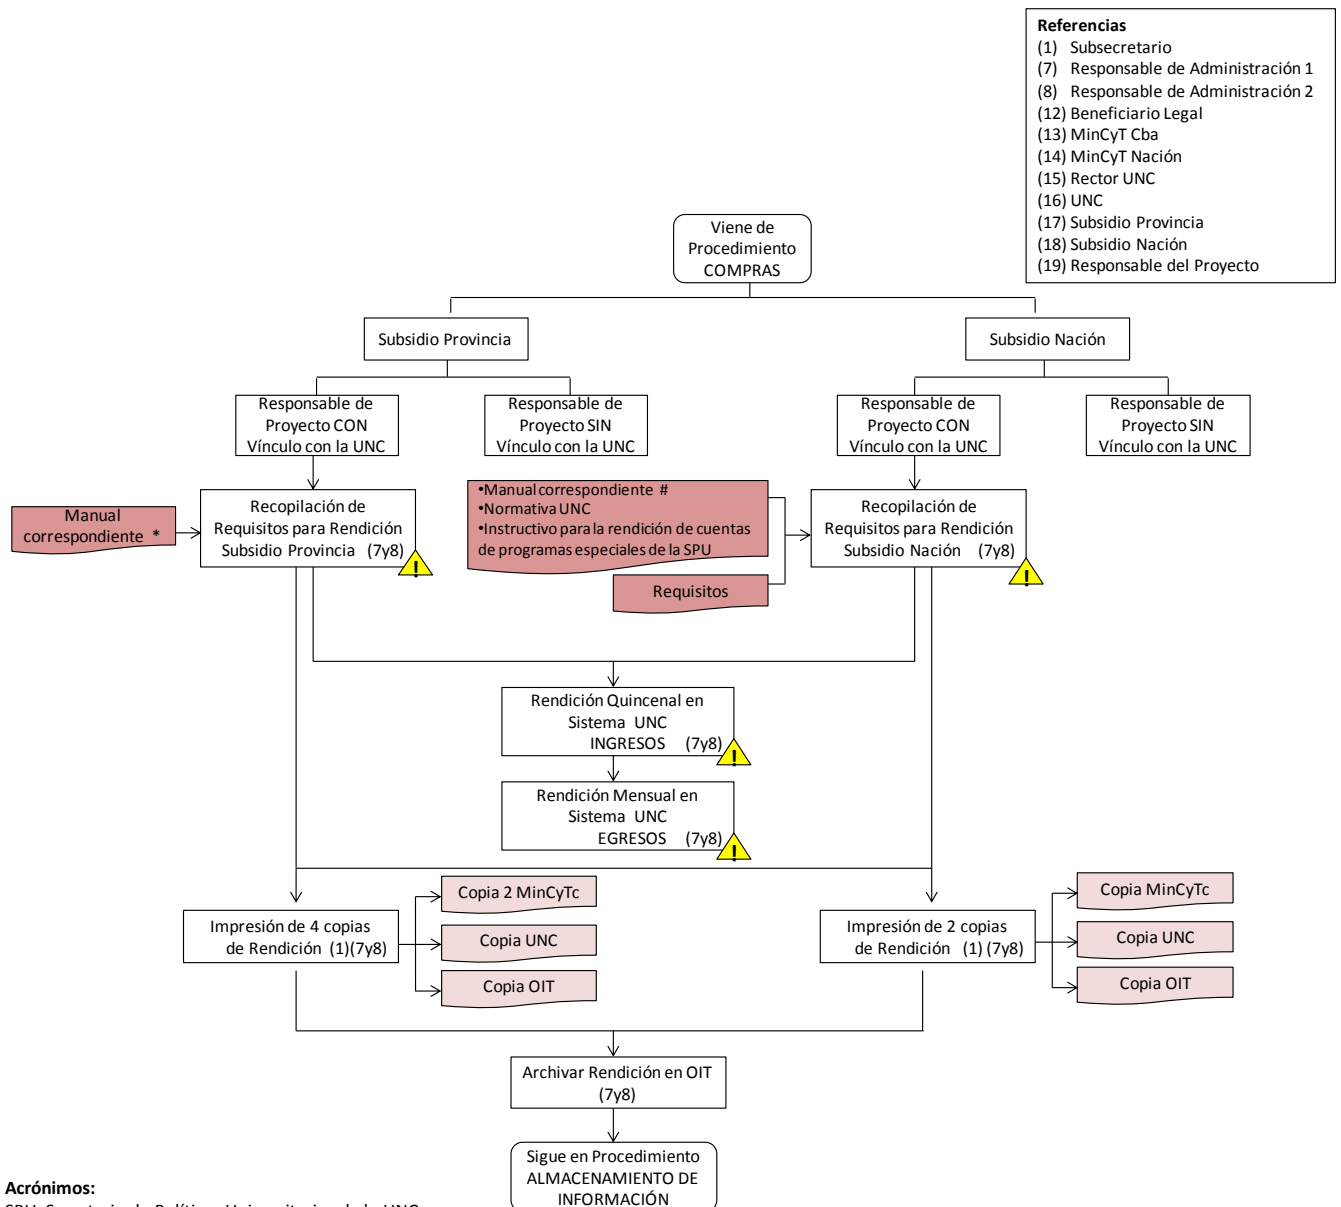 Referencias
(1) Subsecretario
(7) Responsable de Administración 1
(8) Responsable de Administración 2
(12) Beneficiario Legal
(13) MinCyT Cba
(14) MinCyT Nación
(15) Rector UNC
(16) UNC
(17) Subsidio Provincia
(18) Subsidio Nación
(19) Responsable del Proyecto
Viene de
Procedimiento
COMPRAS
Subsidio Provincia
Subsidio Nación
Responsable de
Proyecto CON
Vínculo con la UNC
Responsable de
Proyecto SIN
Vínculo con la UNC
Responsable de
Proyecto CON
Vínculo con la UNC
Responsable de
Proyecto SIN
Vínculo con la UNC
Manual
correspondiente *
Recopilación de
Requisitos para Rendición
Subsidio Provincia (7y8)
!
•Manual correspondiente #
•Normativa UNC
•Instructivo para la rendición de cuentas
de programas especiales de la SPU
Requisitos
Recopilación de
Requisitos para Rendición
Subsidio Nación (7y8)
!
Rendición Quincenal en
Sistema UNC
INGRESOS (7y8)
!
Rendición Mensual en
Sistema UNC
EGRESOS (7y8)
!
Impresión de 4 copias
de Rendición (1)(7y8)
Copia 2 MinCyTc
Copia UNC
Copia OIT
Impresión de 2 copias
de Rendición (1) (7y8)
Copia MinCyTc
Copia UNC
Copia OIT
Archivar Rendición en OIT
(7y8)
Sigue en Procedimiento
ALMACENAMIENTO DE
INFORMACIÓN
Acrónimos: